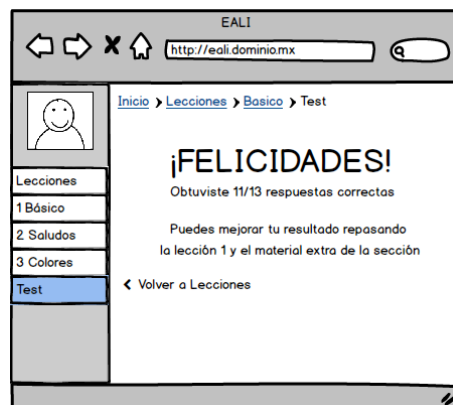 EALI
http://eali.dominio.mx
Inicio > Lecciones > Basico > Test
Lecciones
1 Básico
2 Saludos
3 Colores
Test
¡FELICIDADES!
Obtuviste 11/13 respuestas correctas
Puedes mejorar tu resultado repasando
la lección 1 y el material extra de la sección
< Volver a Lecciones